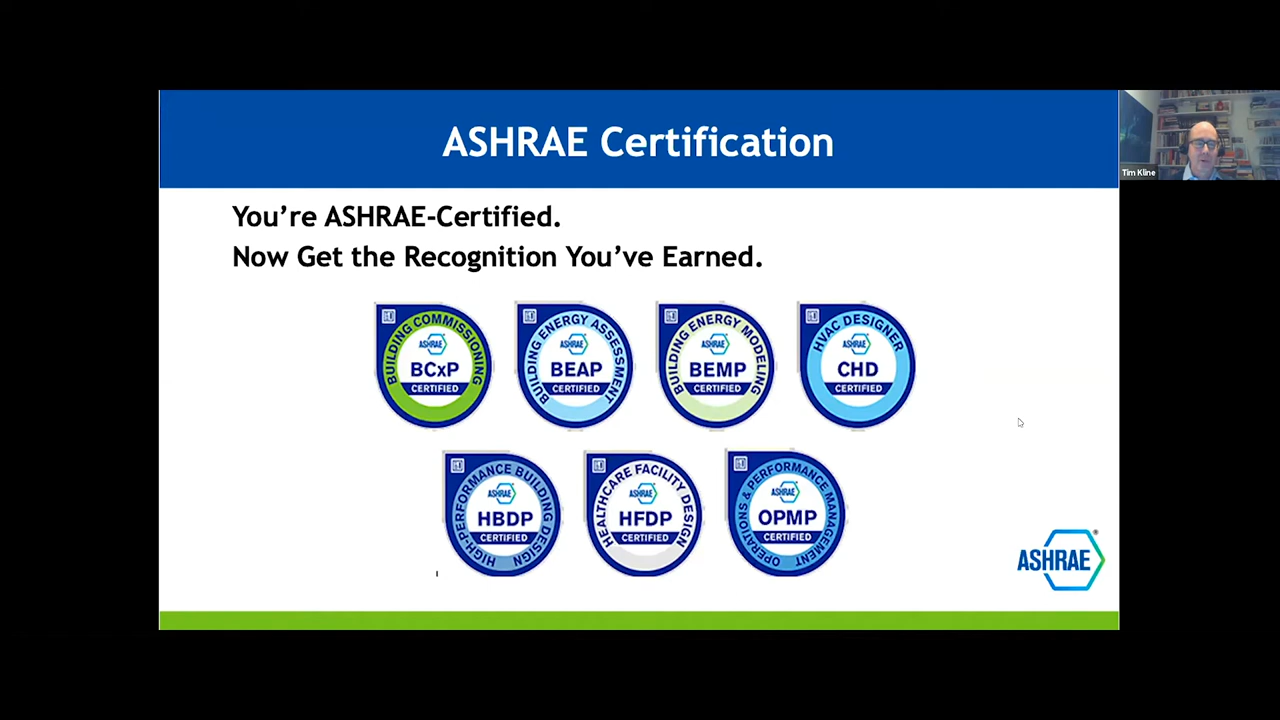 ASHRAE Certification
Tim Kline
You're ASHRAE-Certified.
Now Get the Recognition You've Earned.
BUILDING COMMISSIONING
ASHRAE
BCxP
CERTIFIED
BUILDING ENERGY ASSESSMENT
ASHRAE
BEAP
CERTIFIED
BUILDING ENERGY MODELING
ASHRAE
BEMP
CERTIFIED
HVAC DESIGNER
ASHRAE
CHD
CERTIFIED
HIGH-PERFORMANCE BUILDING DESIGN
ASHRAE
HBDP
CERTIFIED
HEALTHCARE FACILITY DESIGN
ASHRAE
HFDP
CERTIFIED
OPERATIONS & PERFORMANCE MANAGEMENT
ASHRAE
OPMP
CERTIFIED
ASHRAE®